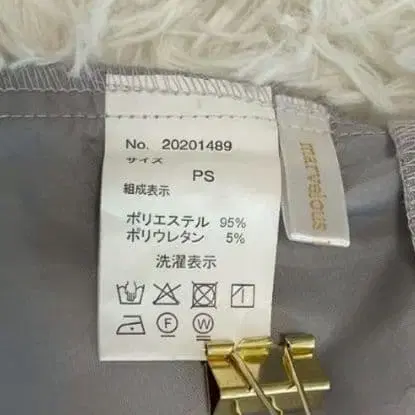 No. 20201489
サイズ
PS
組成表示
ポリエステル 95%
ポリウレタン 5%
洗濯表示
F
W
marvelous